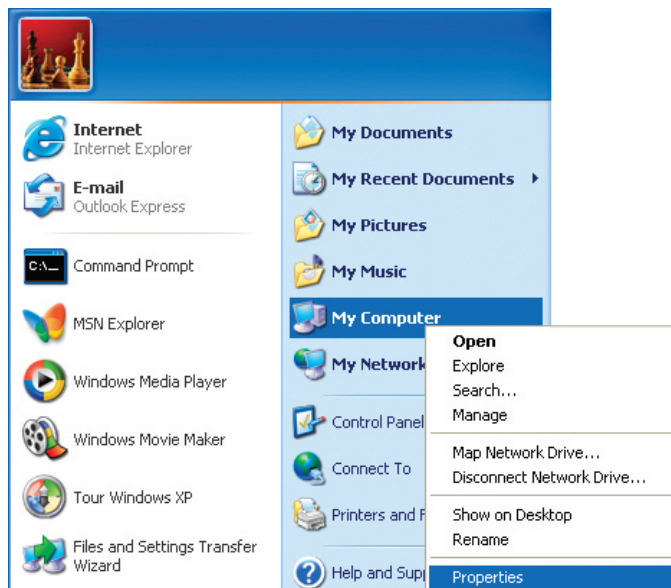 Internet
Internet Explorer
E-mail
Outlook Express
C:\_
Command Prompt
MSN Explorer
Windows Media Player
Windows Movie Maker
Tour Windows XP
Files and Settings Transfer
Wizard
My Documents
My Recent Documents
My Pictures
My Music
My Computer
My Network
Control Panel
Connect To
Printers and F
Help and Supp
Open
Explore
Search...
Manage
Map Network Drive...
Disconnect Network Drive...
Show on Desktop
Rename
Properties